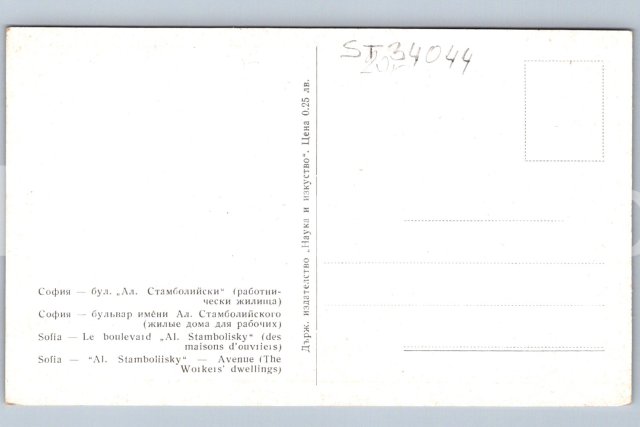 ST 34044
Държ. издателство „Наука и изкуство“. Цена 0.25 лв.
София — бул. „Ал. Стамболийски“ (работни-
чески жилища)
София — бульвар имени Ал. Стамболийского
(жилые дома для рабочих)
Sofia — Le boulevard „Al. Stambolisky“ (des
maisons d'ouvriers)
Sofia — “Al. Stamboliisky” — Avenue (The
Workers' dwellings)